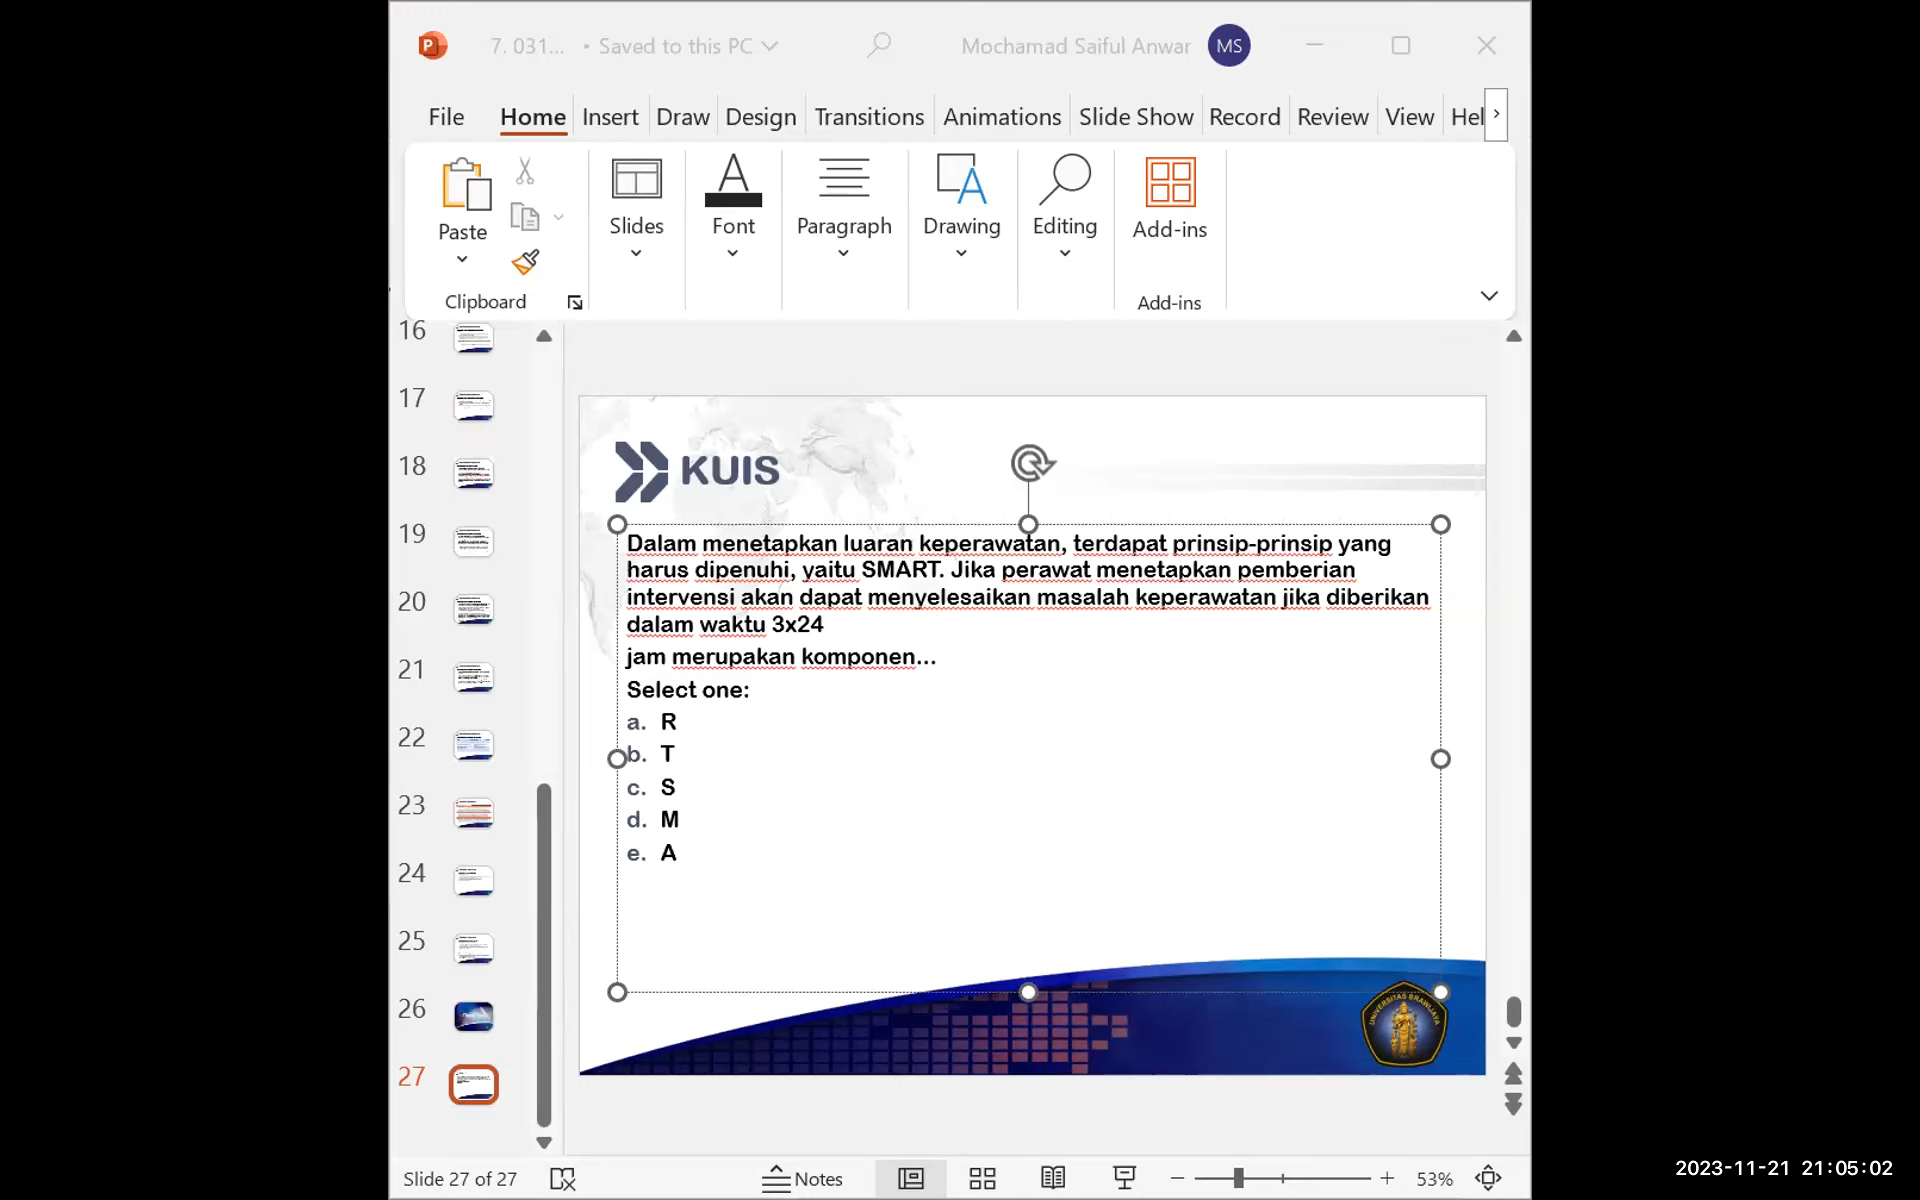 7. 031... • Saved to this PC
Mochamad Saiful Anwar
MS
File Home Insert Draw Design Transitions Animations Slide Show Record Review View Hel
Paste
Slides
Font
Paragraph
Drawing
Editing
Add-ins
Clipboard
Add-ins
16
17
18
19
20
21
22
23
24
25
26
27
KUIS
Dalam menetapkan luaran keperawatan, terdapat prinsip-prinsip yang
harus dipenuhi, yaitu SMART. Jika perawat menetapkan pemberian
intervensi akan dapat menyelesaikan masalah keperawatan jika diberikan
dalam waktu 3x24
jam merupakan komponen...
Select one:
a. R
b. T
c. S
d. M
e. A
UNIVERSITAS BRAWIJAYA
Slide 27 of 27
Notes
53%
2023-11-21 21:05:02